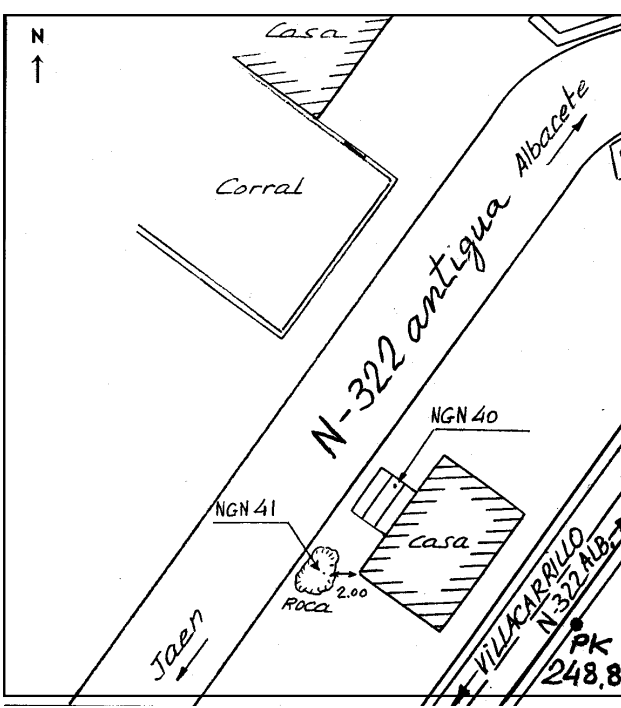 N
Casa
Albacete
Corral
N-322 antigua
NGN 40
NGN 41
Casa
2.00
ROCA
VILLACARRILLO
N-322 ALB.
Jaen
PK
248,8